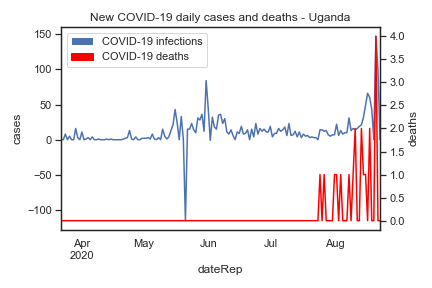 New COVID-19 daily cases and deaths - Uganda
COVID-19 infections
COVID-19 deaths
cases
150
100
50
0
−50
−100
deaths
4.0
3.5
3.0
2.5
2.0
1.5
1.0
0.5
0.0
Apr
2020
May
Jun
Jul
Aug
dateRep